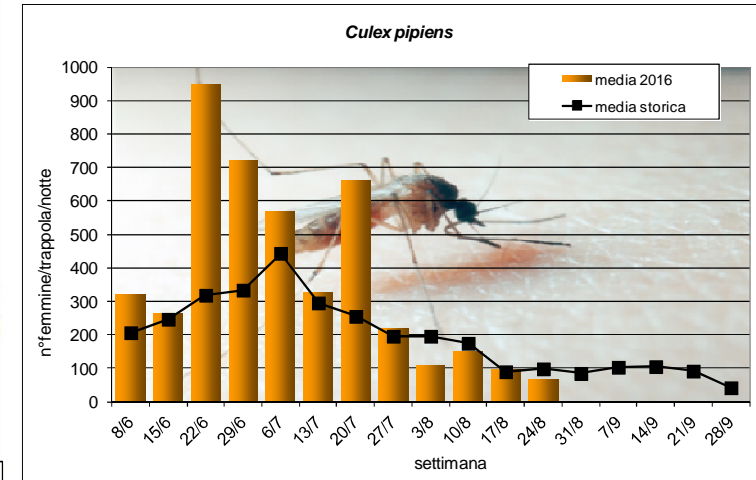 Culex pipiens
media 2016
media storica
n°femmine/trappola/notte
1000
900
800
700
600
500
400
300
200
100
0
8/6 15/6 22/6 29/6 6/7 13/7 20/7 27/7 3/8 10/8 17/8 24/8 31/8 7/9 14/9 21/9 28/9
settimana